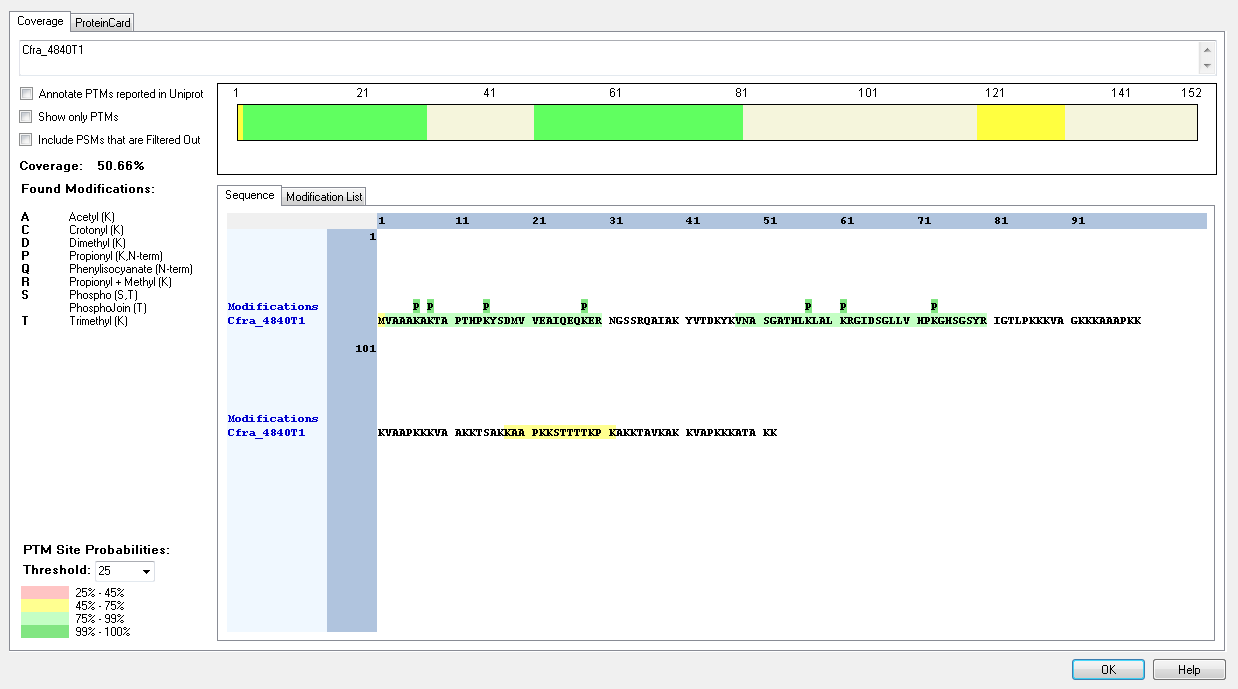 Coverage ProteinCard
Cfra_4840T1
Annotate PTMs reported in Uniprot
Show only PTMs
Include PSMs that are Filtered Out
1 21 41 61 81 101 121 141 152
Coverage: 50.66%
Found Modifications:
A Acetyl (K)
C Crotonyl (K)
D Dimethyl (K)
P Propionyl (K,N-term)
Q Phenylisocyanate (N-term)
R Propionyl + Methyl (K)
S Phospho (S,T)
PhosphoJoin (T)
T Trimethyl (K)
Sequence Modification List
1 11 21 31 41 51 61 71 81 91
1
P P P P P P P
Modifications
Cfra_4840T1 MVAAAKAKTA PTHPKYSDMV VEAIQEQKER NGSSRQAIAK YVTDKYKVNA SGATHLKLAL KRGIDSGLLV HPKGHSGSYR IGTLPKKKVA GKKKAAAPKK
101
Modifications
Cfra_4840T1 KVAAPKKKVA AKKTSAKKAA PKKSTTTTKP KAKKTAVKAK KVAPKKKATA KK
PTM Site Probabilities:
Threshold: 25
25% - 45%
45% - 75%
75% - 99%
99% - 100%
OK Help